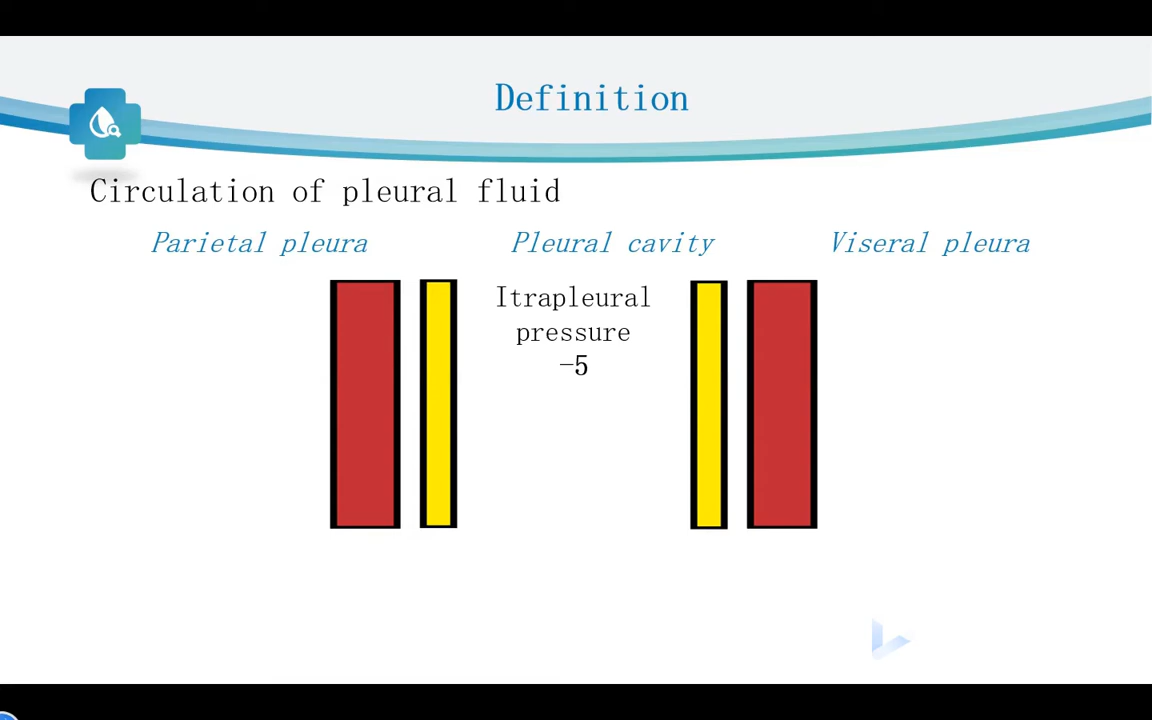 Definition
Circulation of pleural fluid
Parietal pleura
Pleural cavity
Viseral pleura
Itrapleural
pressure
-5